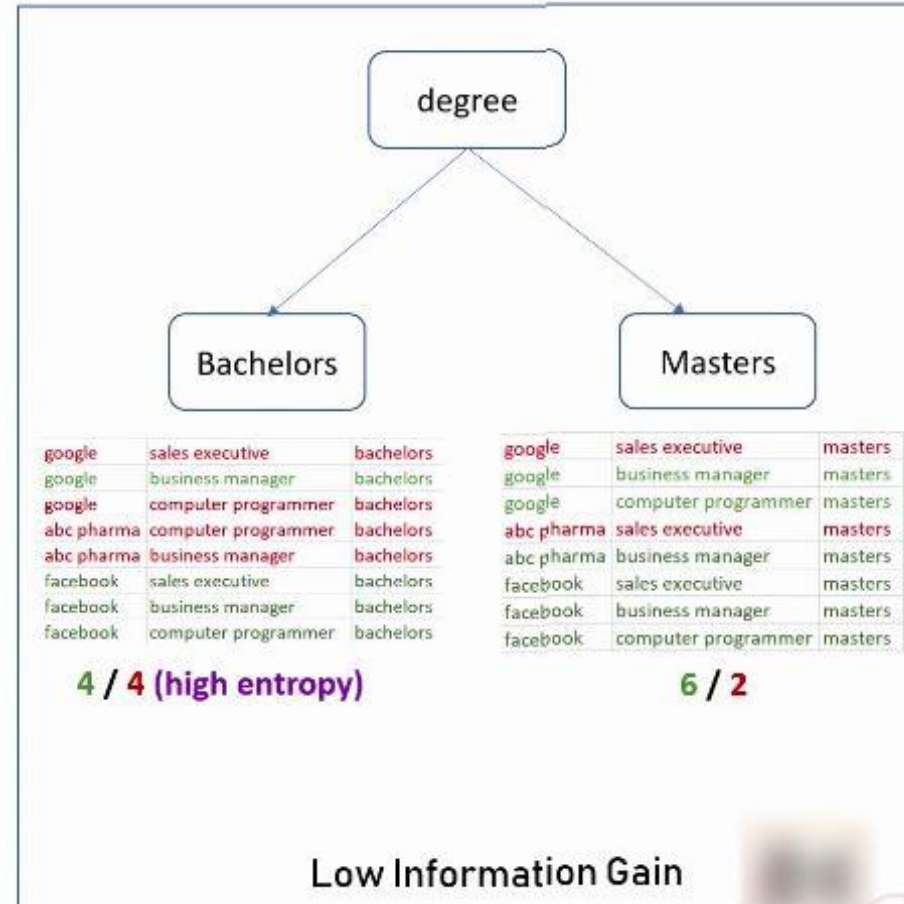 degree
Bachelors
google sales executive bachelors
google business manager bachelors
google computer programmer bachelors
abc pharma computer programmer bachelors
abc pharma business manager bachelors
facebook sales executive bachelors
facebook business manager bachelors
facebook computer programmer bachelors
4 / 4 (high entropy)
Masters
google sales executive masters
google business manager masters
google computer programmer masters
abc pharma sales executive masters
abc pharma business manager masters
facebook sales executive masters
facebook business manager masters
facebook computer programmer masters
6 / 2
Low Information Gain